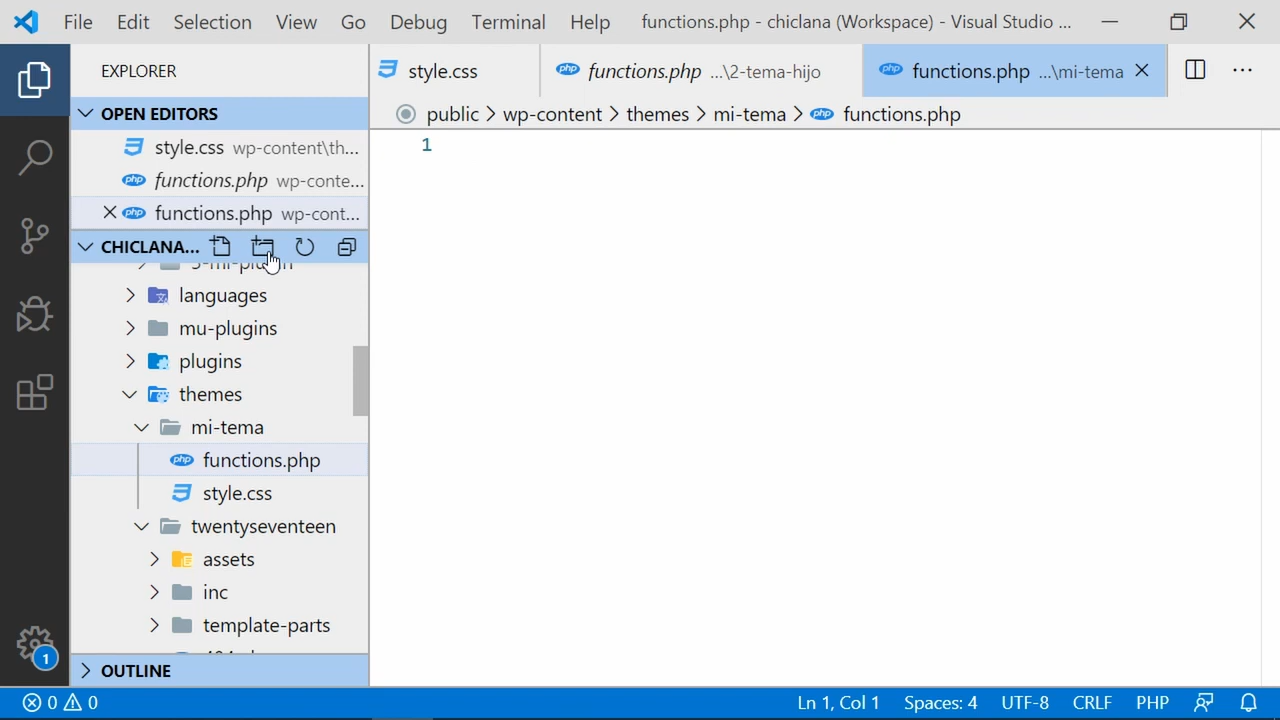 File Edit Selection View Go Debug Terminal Help functions.php - chiclana (Workspace) - Visual Studio ...
EXPLORER
OPEN EDITORS
style.css wp-content\th...
functions.php wp-conte...
functions.php wp-cont...
CHICLANA...
languages
mu-plugins
plugins
themes
mi-tema
functions.php
style.css
twentyseventeen
assets
inc
template-parts
OUTLINE
style.css
functions.php ...\2-tema-hijo
functions.php ...\mi-tema
public > wp-content > themes > mi-tema > functions.php
1
1
0 0
Ln 1, Col 1 Spaces: 4 UTF-8 CRLF PHP